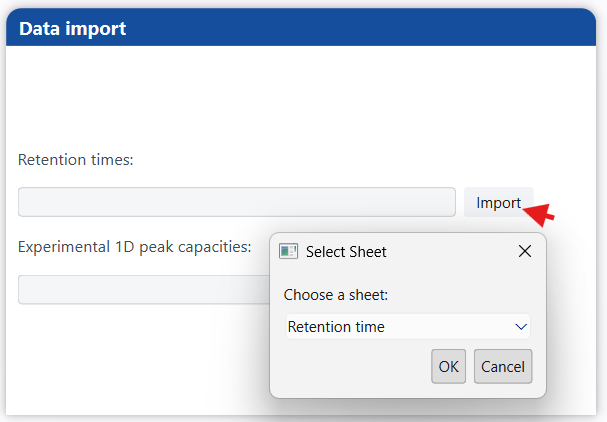 Data import
Retention times:
Import
Experimental 1D peak capacities:
Select Sheet
Choose a sheet:
Retention time
OK
Cancel